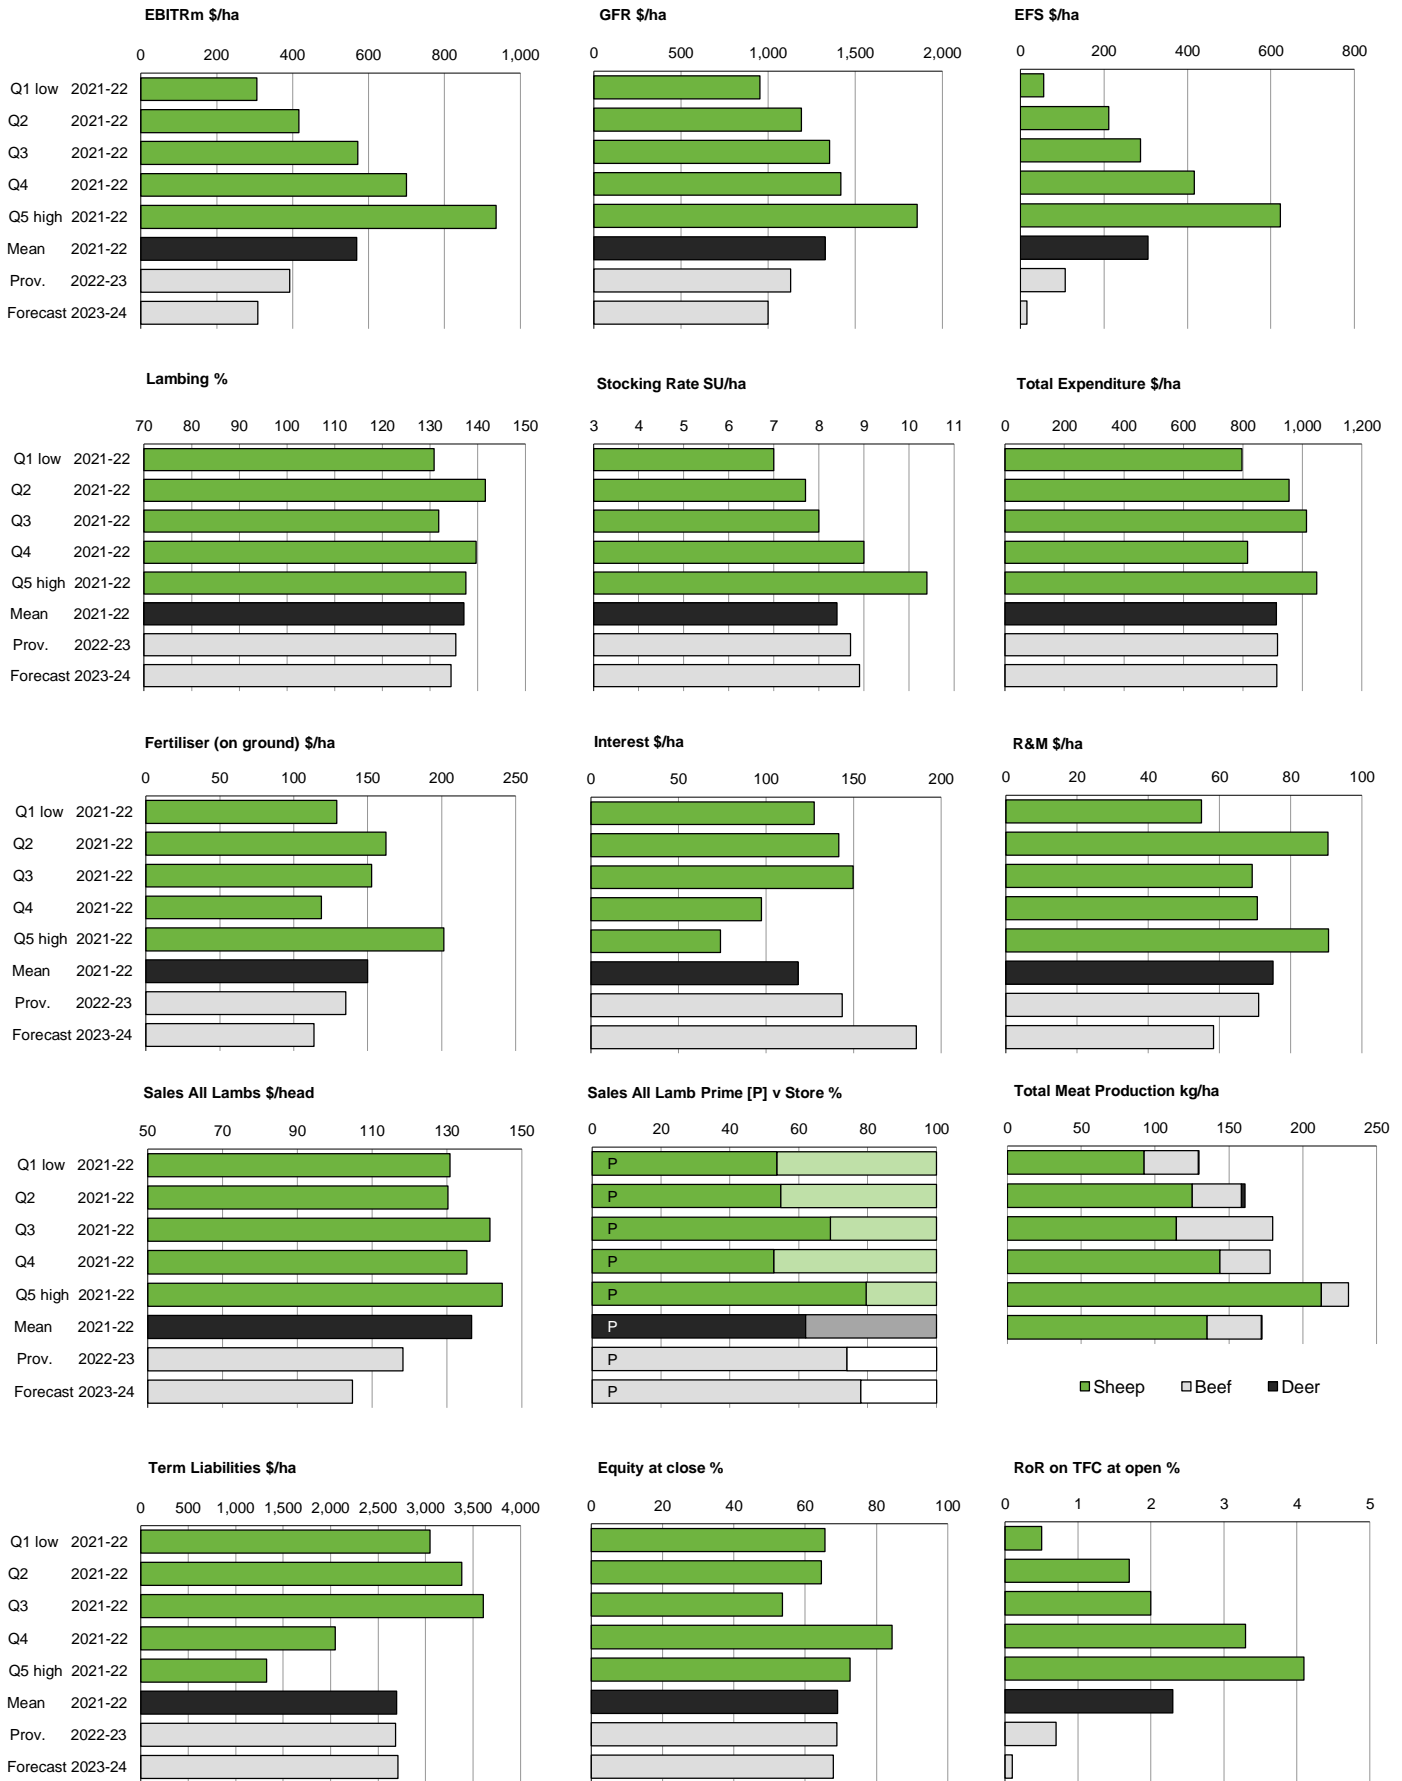 EBITRm $/ha GFR $/ha EFS $/ha
0 200 400 600 800 1,000 0 500 1,000 1,500 2,000 0 200 400 600 800
Q1 low 2021-22
Q2 2021-22
Q3 2021-22
Q4 2021-22
Q5 high 2021-22
Mean 2021-22
Prov. 2022-23
Forecast 2023-24
Lambing % Stocking Rate SU/ha Total Expenditure $/ha
70 80 90 100 110 120 130 140 150 3 4 5 6 7 8 9 10 11 0 200 400 600 800 1,000 1,200
Q1 low 2021-22
Q2 2021-22
Q3 2021-22
Q4 2021-22
Q5 high 2021-22
Mean 2021-22
Prov. 2022-23
Forecast 2023-24
Fertiliser (on ground) $/ha Interest $/ha R&M $/ha
0 50 100 150 200 250 0 50 100 150 200 0 20 40 60 80 100
Q1 low 2021-22
Q2 2021-22
Q3 2021-22
Q4 2021-22
Q5 high 2021-22
Mean 2021-22
Prov. 2022-23
Forecast 2023-24
Sales All Lambs $/head Sales All Lamb Prime [P] v Store % Total Meat Production kg/ha
50 70 90 110 130 150 0 20 40 60 80 100 0 50 100 150 200 250
Q1 low 2021-22 P
Q2 2021-22 P
Q3 2021-22 P
Q4 2021-22 P
Q5 high 2021-22 P
Mean 2021-22 P
Prov. 2022-23 P
Forecast 2023-24 P
Sheep Beef Deer
Term Liabilities $/ha Equity at close % RoR on TFC at open %
0 500 1,000 1,500 2,000 2,500 3,000 3,500 4,000 0 20 40 60 80 100 0 1 2 3 4 5
Q1 low 2021-22
Q2 2021-22
Q3 2021-22
Q4 2021-22
Q5 high 2021-22
Mean 2021-22
Prov. 2022-23
Forecast 2023-24